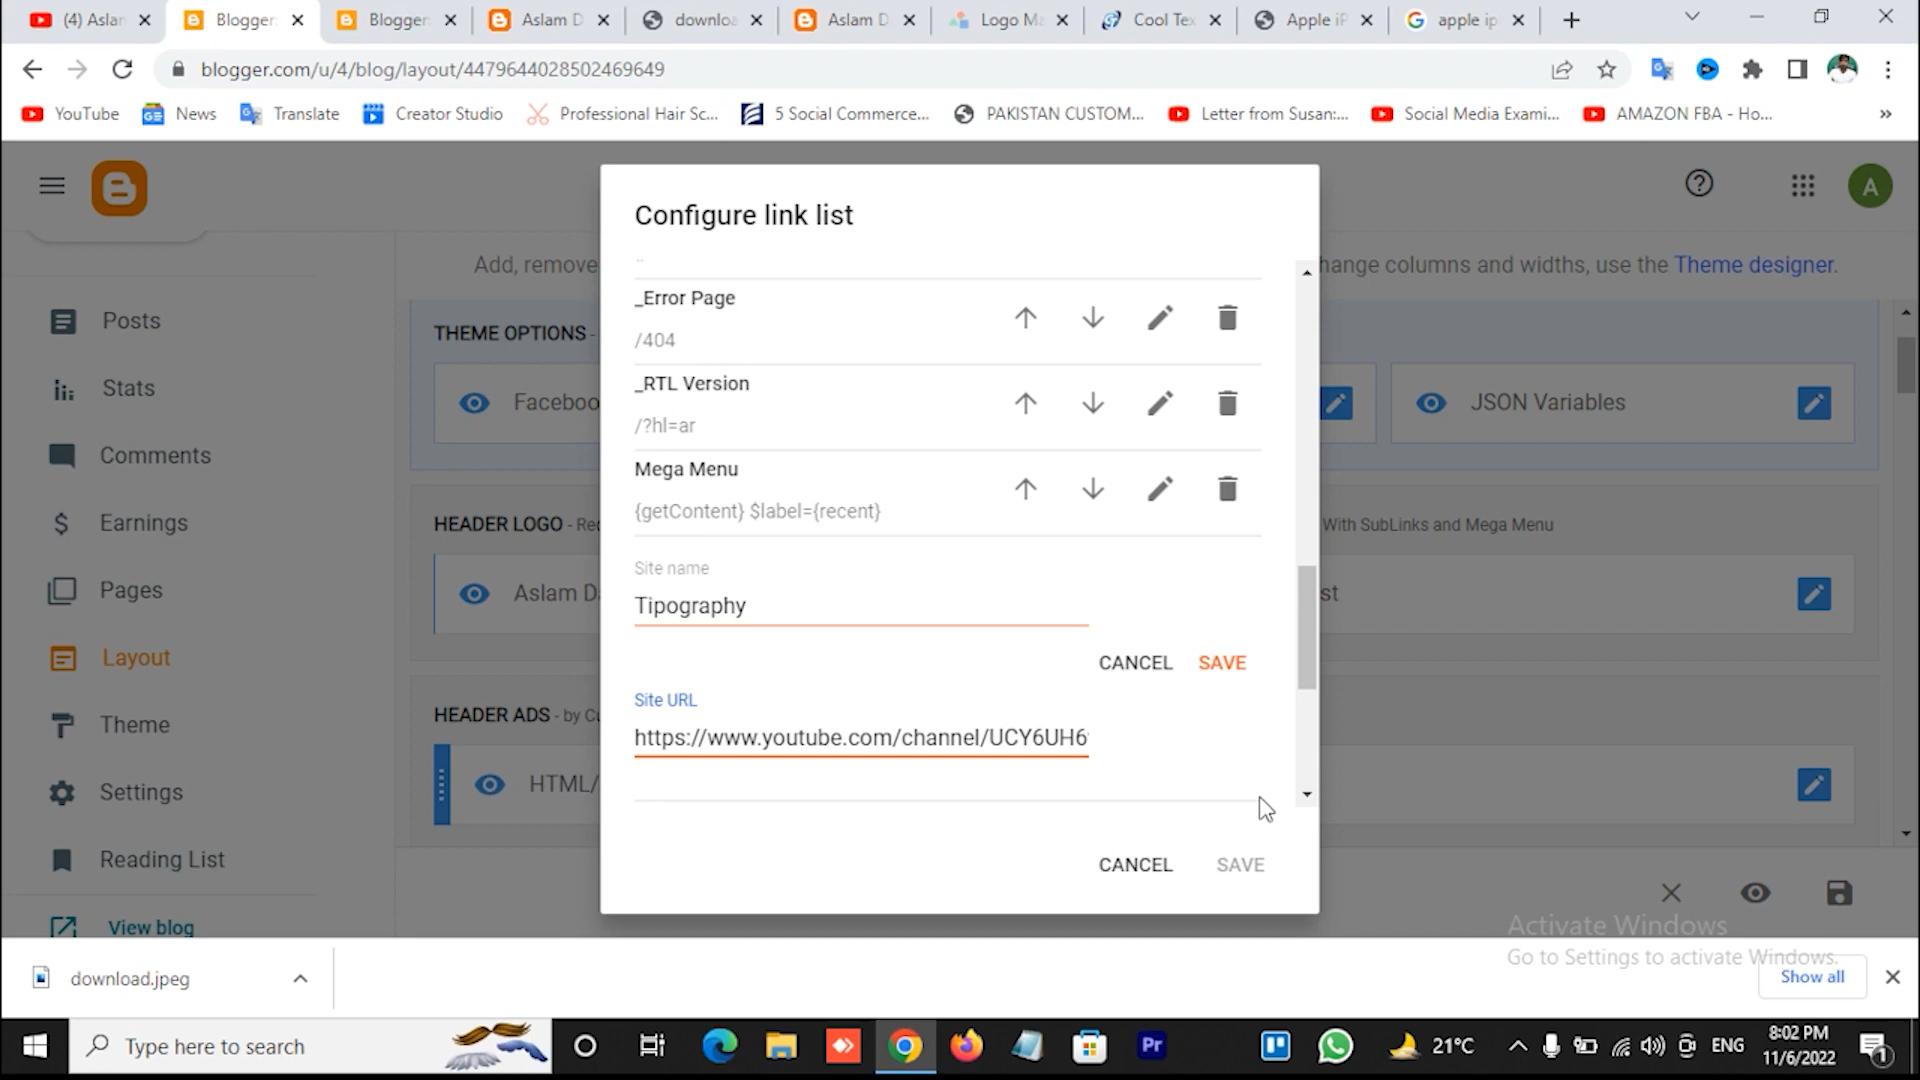 (4) Aslan
Blogger:
Blogger:
Aslam D
downloa
Aslam D
Logo Ma
Cool Tex
Apple iP
apple ip
blogger.com/u/4/blog/layout/4479644028502469649
YouTube
News
Translate
Creator Studio
Professional Hair Sc...
5 Social Commerce...
PAKISTAN CUSTOM...
Letter from Susan:...
Social Media Exami...
AMAZON FBA - Ho...
»
A
Configure link list
Add, remove
hange columns and widths, use the Theme designer.
Posts
Stats
Comments
Earnings
Pages
Layout
Theme
Settings
Reading List
View blog
THEME OPTIONS -
Faceboo
JSON Variables
HEADER LOGO - Rec
With SubLinks and Mega Menu
Aslam D
st
HEADER ADS - by Cu
HTML/
_Error Page
/404
_RTL Version
/?hl=ar
Mega Menu
{getContent} $label={recent}
Site name
Tipography
CANCEL SAVE
Site URL
https://www.youtube.com/channel/UCY6UH6
CANCEL SAVE
Activate Windows
Go to Settings to activate Windows.
download.jpeg
Show all
Type here to search
Pr
21°C
ENG
8:02 PM
11/6/2022
1